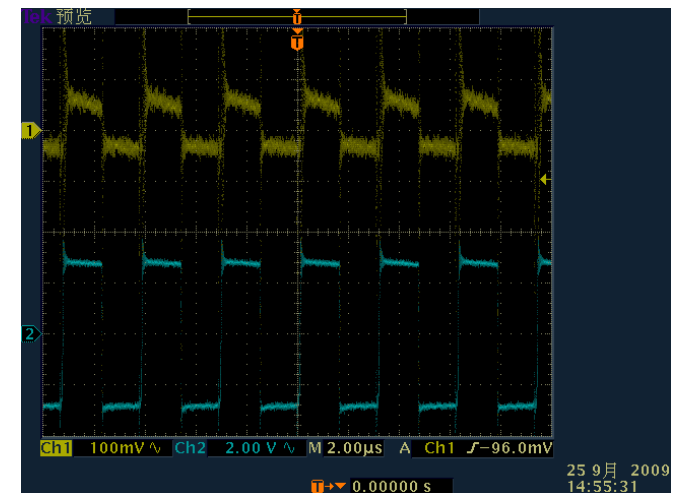 Tek 预览
T
1
2
Ch1 100mV ∿ Ch2 2.00 V ∿ M 2.00µs A Ch1 ∫ −96.0mV
T→▼ 0.00000 s
25 9月 2009
14:55:31